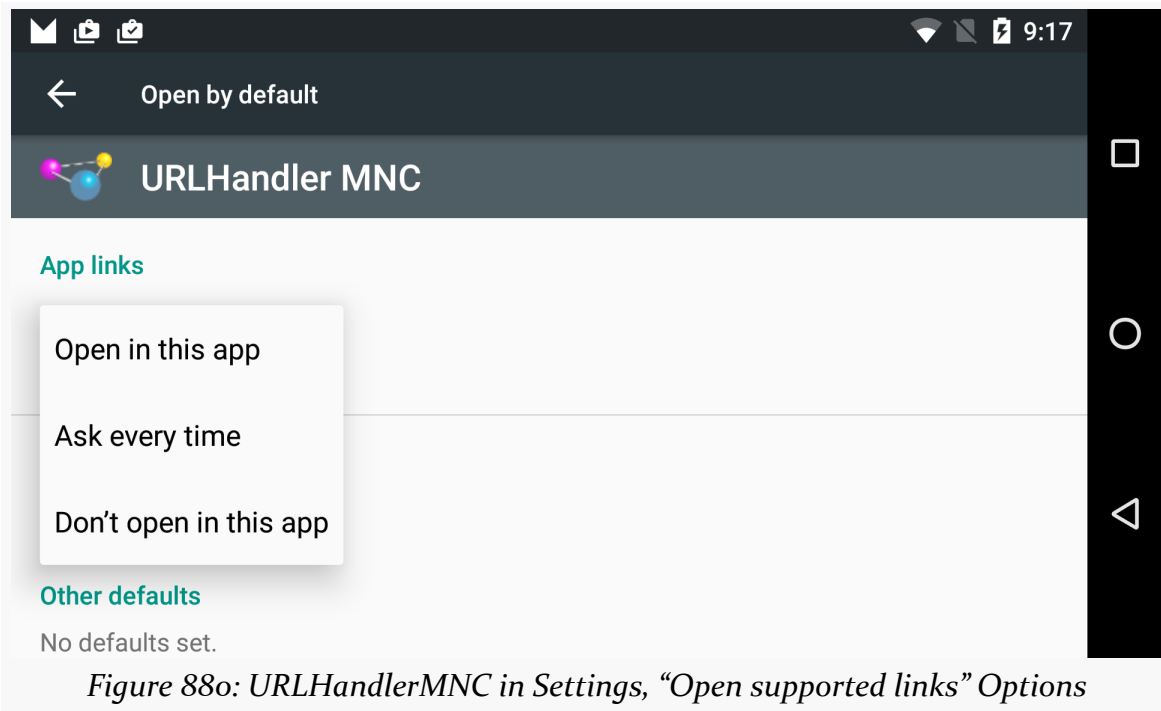 9:17
Open by default
URLHandler MNC
App links
Open in this app
Ask every time
Don’t open in this app
Other defaults
No defaults set.
Figure 880: URLHandlerMNC in Settings, “Open supported links” Options